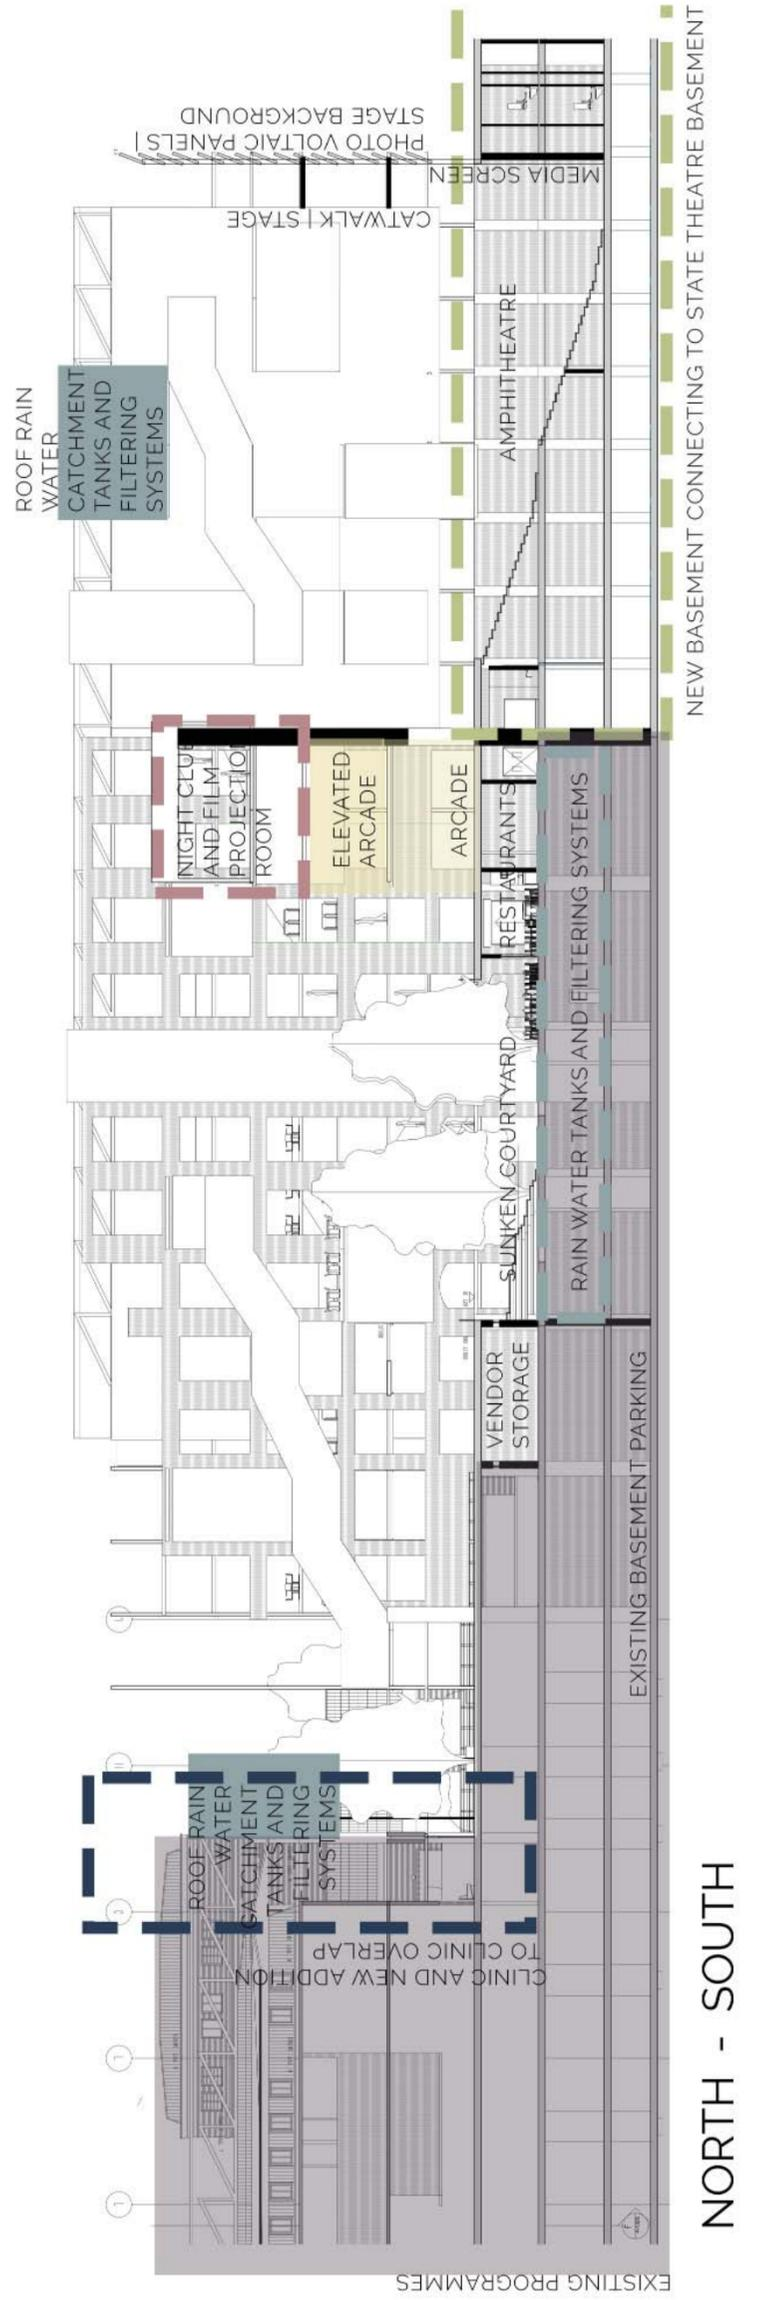 EXISTING PROGRAMMES
CLINIC AND NEW ADDITION
TO CLINIC OVERLAP
ROOF RAIN
WATER
CATCHMENT
TANKS AND
FILTERING
SYSTEMS
EXISTING BASEMENT PARKING
VENDOR
STORAGE
SUNKEN COURTYARD
RAIN WATER TANKS AND FILTERING SYSTEMS
RESTAURANTS
NIGHT CLU
AND FILM
PROJECTIO
ROOM
ELEVATED
ARCADE
ARCADE
ROOF RAIN
WATER
CATCHMENT
TANKS AND
FILTERING
SYSTEMS
AMPHITHEATRE
CATWALK | STAGE
PHOTO VOLTAIC PANELS |
STAGE BACKGROUND
MEDIA SCREEN
NEW BASEMENT CONNECTING TO STATE THEATRE BASEMENT
NORTH - SOUTH